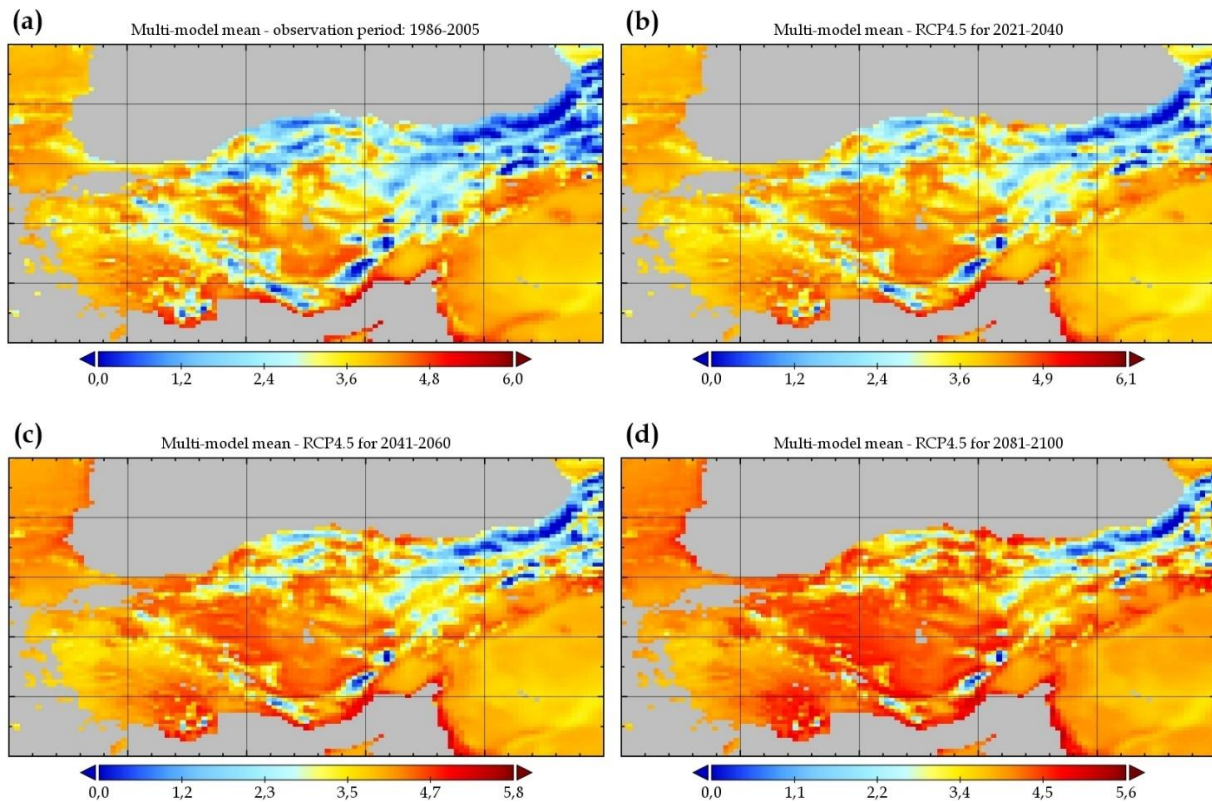 (a)
Multi-model mean - observation period: 1986-2005
0,0 1,2 2,4 3,6 4,8 6,0
(b)
Multi-model mean - RCP4.5 for 2021-2040
0,0 1,2 2,4 3,6 4,9 6,1
(c)
Multi-model mean - RCP4.5 for 2041-2060
0,0 1,2 2,3 3,5 4,7 5,8
(d)
Multi-model mean - RCP4.5 for 2081-2100
0,0 1,1 2,3 3,4 4,5 5,6